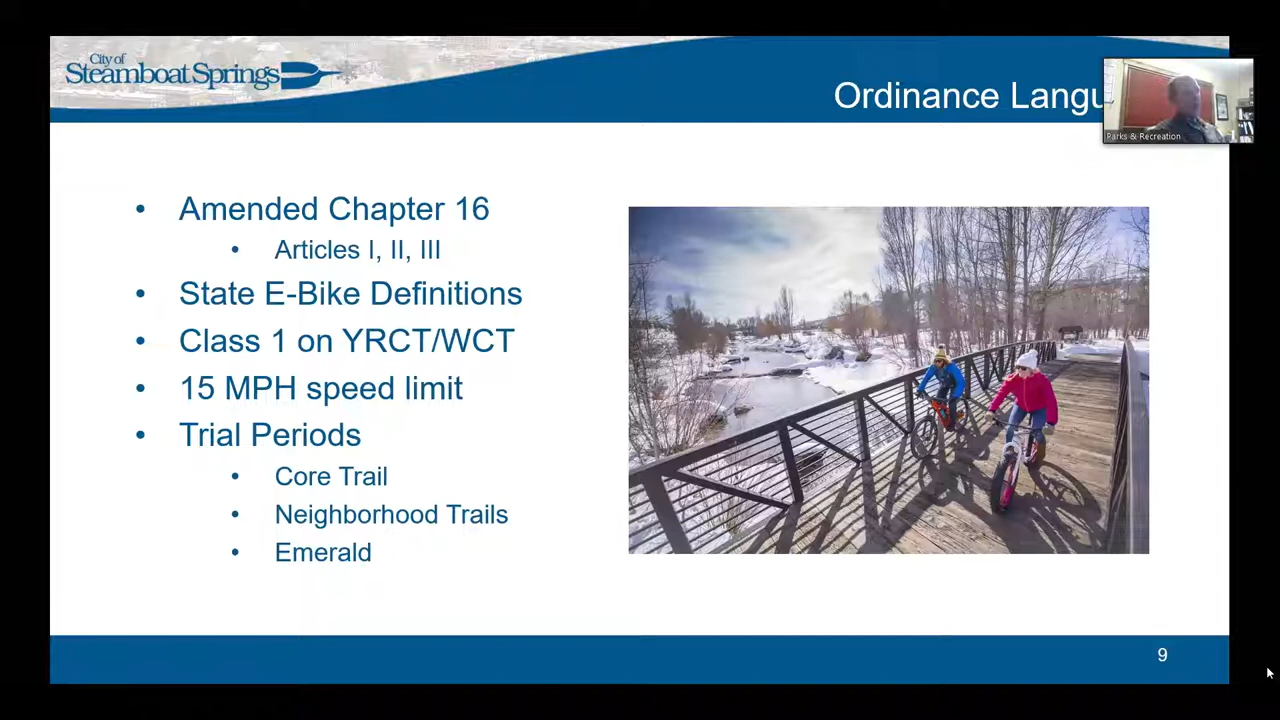 City of
Steamboat Springs
Ordinance Langu
Parks & Recreation
• Amended Chapter 16
• Articles I, II, III
• State E-Bike Definitions
• Class 1 on YRCT/WCT
• 15 MPH speed limit
• Trial Periods
• Core Trail
• Neighborhood Trails
• Emerald
9